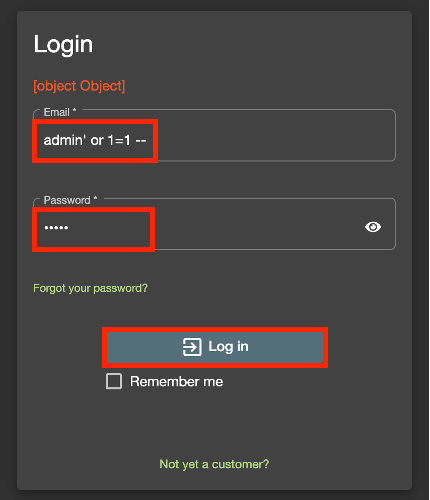 Login
[object Object]
Email *
admin' or 1=1 --
Password *
•••••
Forgot your password?
Log in
Remember me
Not yet a customer?